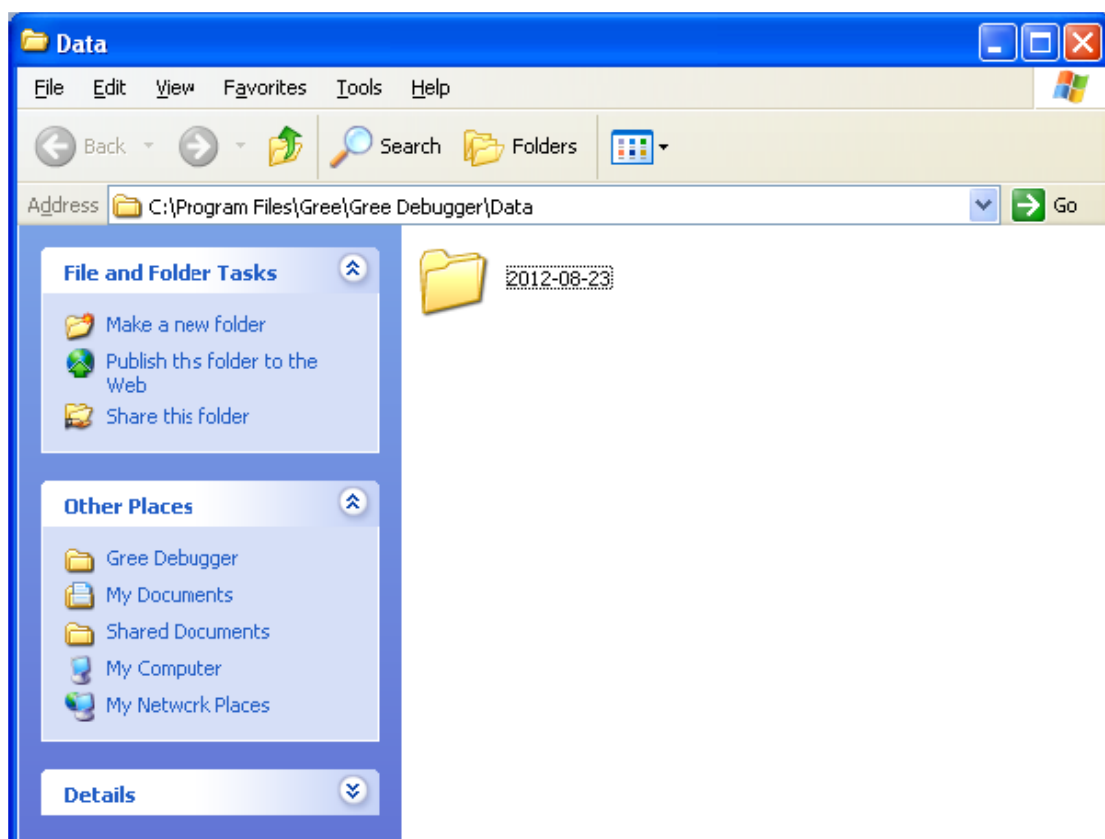 Data
File Edit View Favorites Tools Help
Back Search Folders
Address C:\Program Files\Gree\Gree Debugger\Data Go
File and Folder Tasks
Make a new folder
Publish this folder to the
Web
Share this folder
Other Places
Gree Debugger
My Documents
Shared Documents
My Computer
My Network Places
Details
2012-08-23